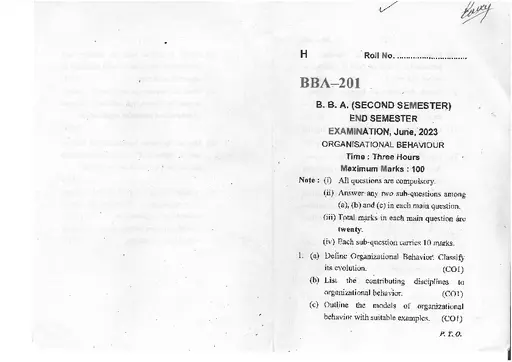 H Roll No. ..............................
BBA–201
B. B. A. (SECOND SEMESTER)
END SEMESTER
EXAMINATION, June, 2023
ORGANISATIONAL BEHAVIOUR
Time : Three Hours
Maximum Marks : 100
Note : (i) All questions are compulsory.
(ii) Answer any two sub-questions among
(a), (b) and (c) in each main question.
(iii) Total marks in each main question are
twenty.
(iv) Each sub-question carries 10 marks.
1. (a) Define Organizational Behavior. Classify
its evolution. (CO1)
(b) List the contributing disciplines to
organizational behavior. (CO1)
(c) Outline the models of organizational
behavior with suitable examples. (CO1)
P. T. O.